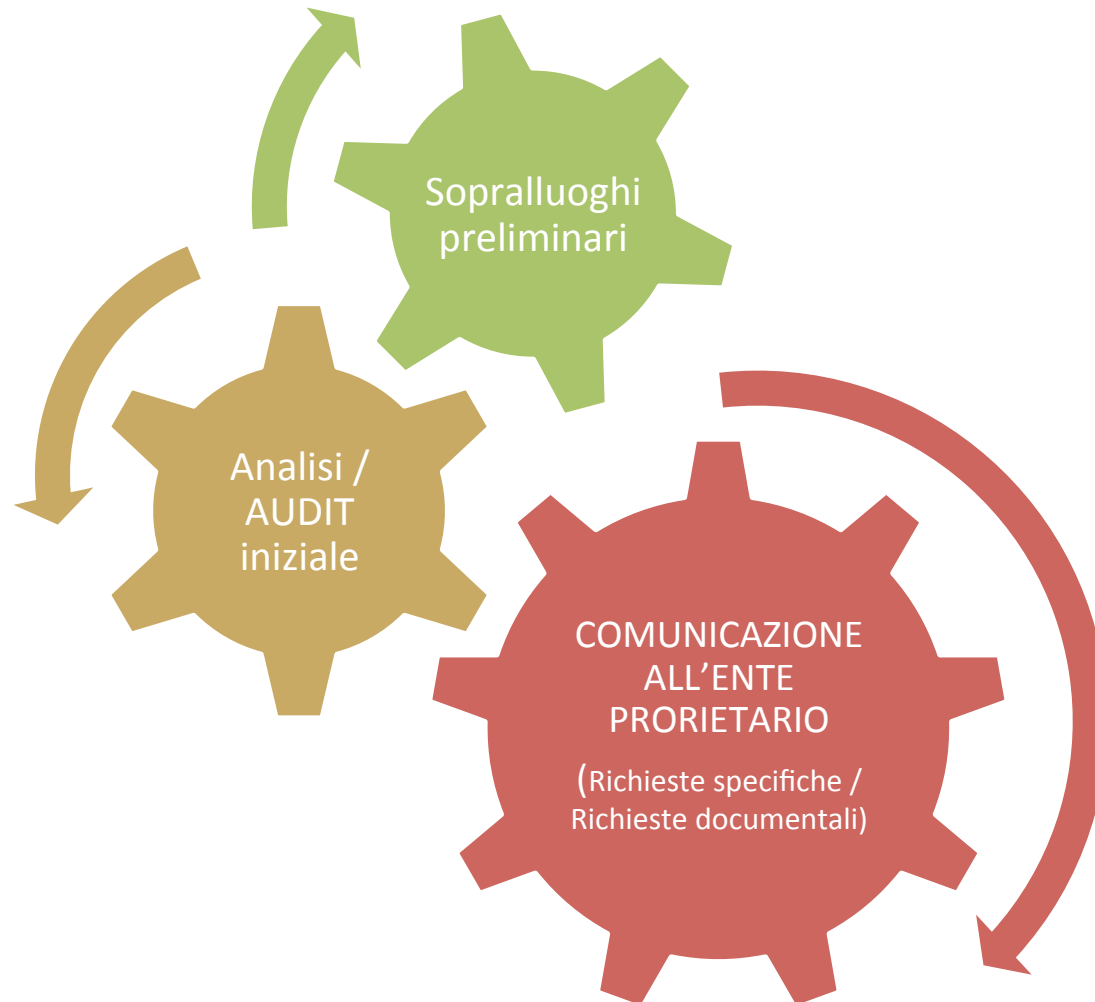 Sopralluoghi
preliminari
Analisi /
AUDIT
iniziale
COMUNICAZIONE
ALL’ENTE
PRORIETARIO
(Richieste specifiche /
Richieste documentali)